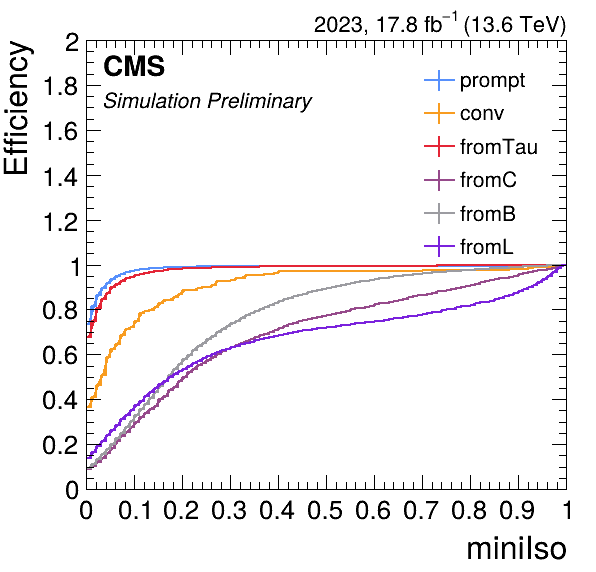 2023, 17.8 fb⁻¹ (13.6 TeV)
Efficiency
2
1.8
1.6
1.4
1.2
1
0.8
0.6
0.4
0.2
0
CMS
Simulation Preliminary
prompt
conv
fromTau
fromC
fromB
fromL
0 0.1 0.2 0.3 0.4 0.5 0.6 0.7 0.8 0.9 1
miniIso